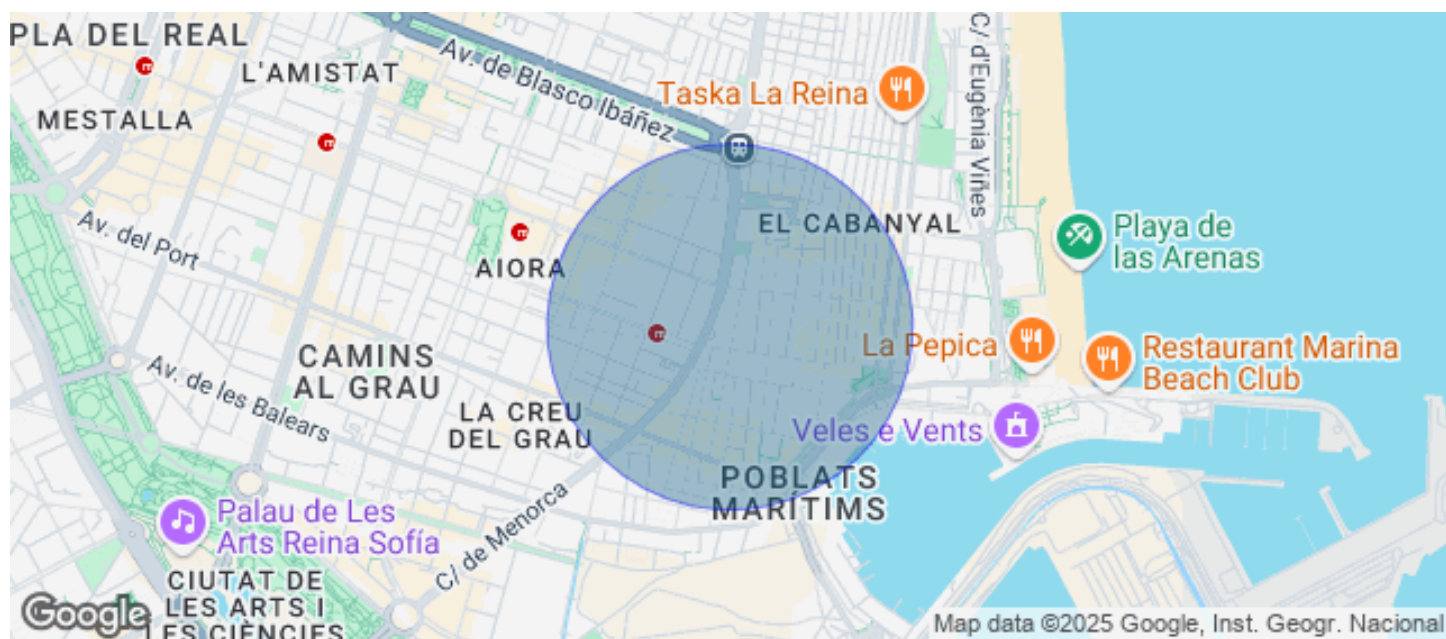 PLA DEL REAL
L'AMISTAT
MESTALLA
Av. de Blasco Ibáñez
Taska La Reina
C/ d'Eugènia Viñes
EL CABANYAL
Playa de
las Arenas
Av. del Port
AIORA
CAMINS
AL GRAU
Av. de les Balears
LA CREU
DEL GRAU
La Pepica
Restaurant Marina
Beach Club
Veles e Vents
POBLATS
MARÍTIMS
C/ de Menorca
Palau de Les
Arts Reina Sofía
CIUTAT DE
LES ARTS I
LES CIÈNCIES
Google
Map data ©2025 Google, Inst. Geogr. Nacional